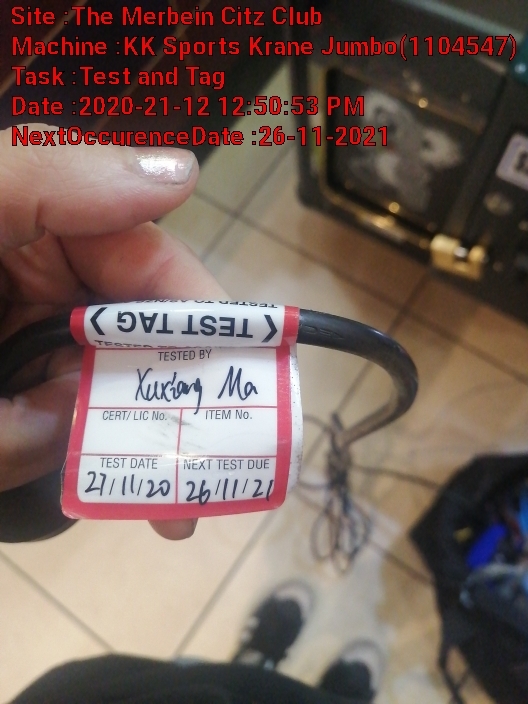 Site :The Merbein Citz Club
Machine :KK Sports Krane Jumbo(1104547)
Task :Test and Tag
Date :2020-21-12 12:50:53 PM
NextOccurenceDate :26-11-2021
TESTED TO
< TEST TAG >
TESTED BY
CERT/ LIC No. ITEM No.
TEST DATE NEXT TEST DUE
27/11/20 26/11/21